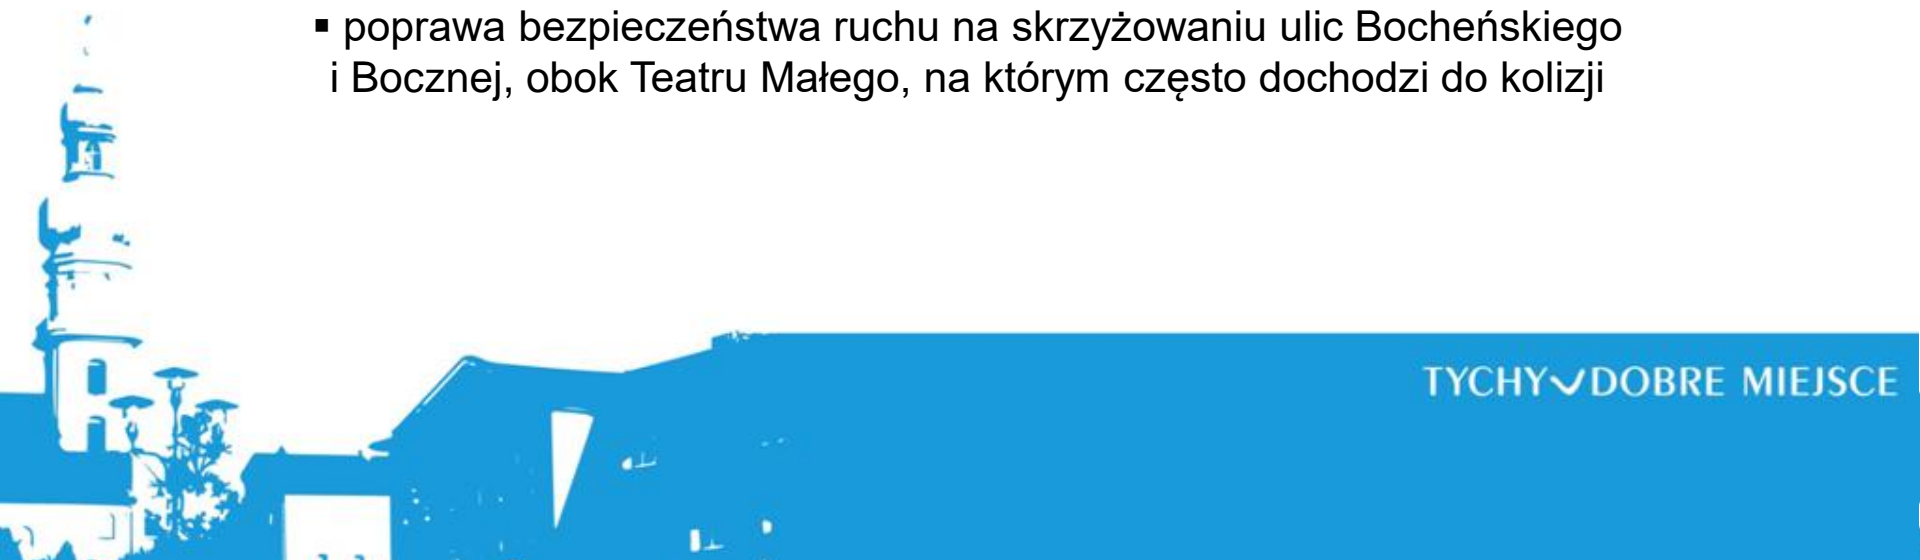 ▪ poprawa bezpieczeństwa ruchu na skrzyżowaniu ulic Bocheńskiego
i Bocznej, obok Teatru Małego, na którym często dochodzi do kolizji
TYCHY DOBRE MIEJSCE